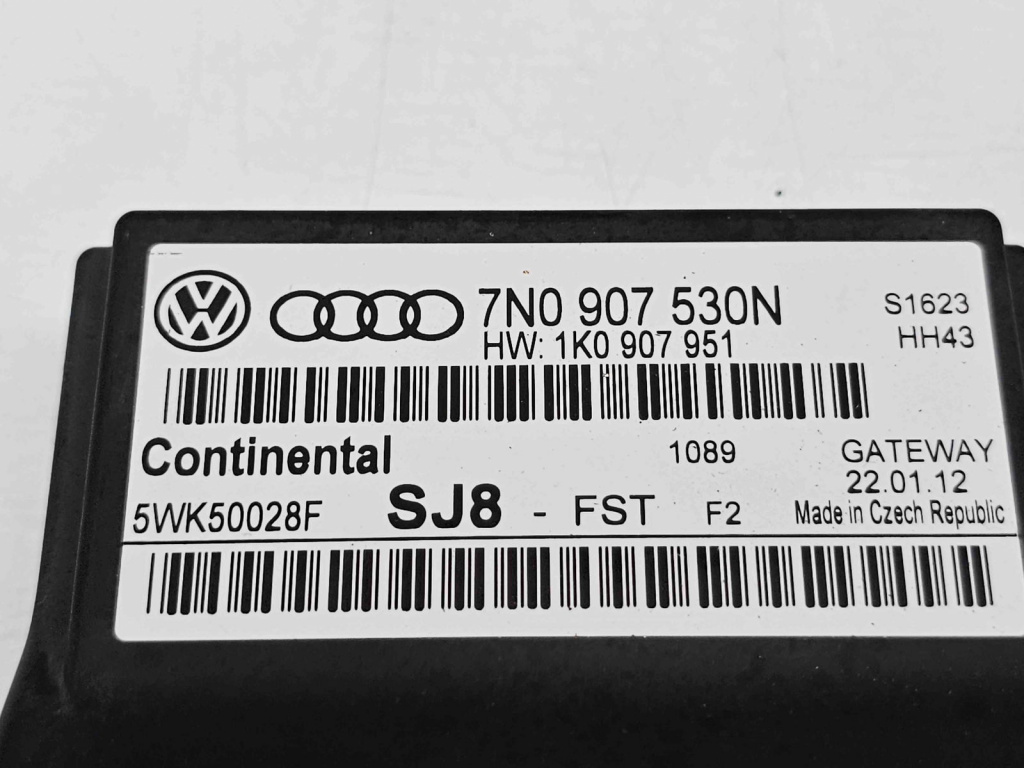 7N0 907 530N S1623
HW: 1K0 907 951 HH43
Continental 1089 GATEWAY
22.01.12
5WK50028F SJ8 - FST F2 Made in Czech Republic